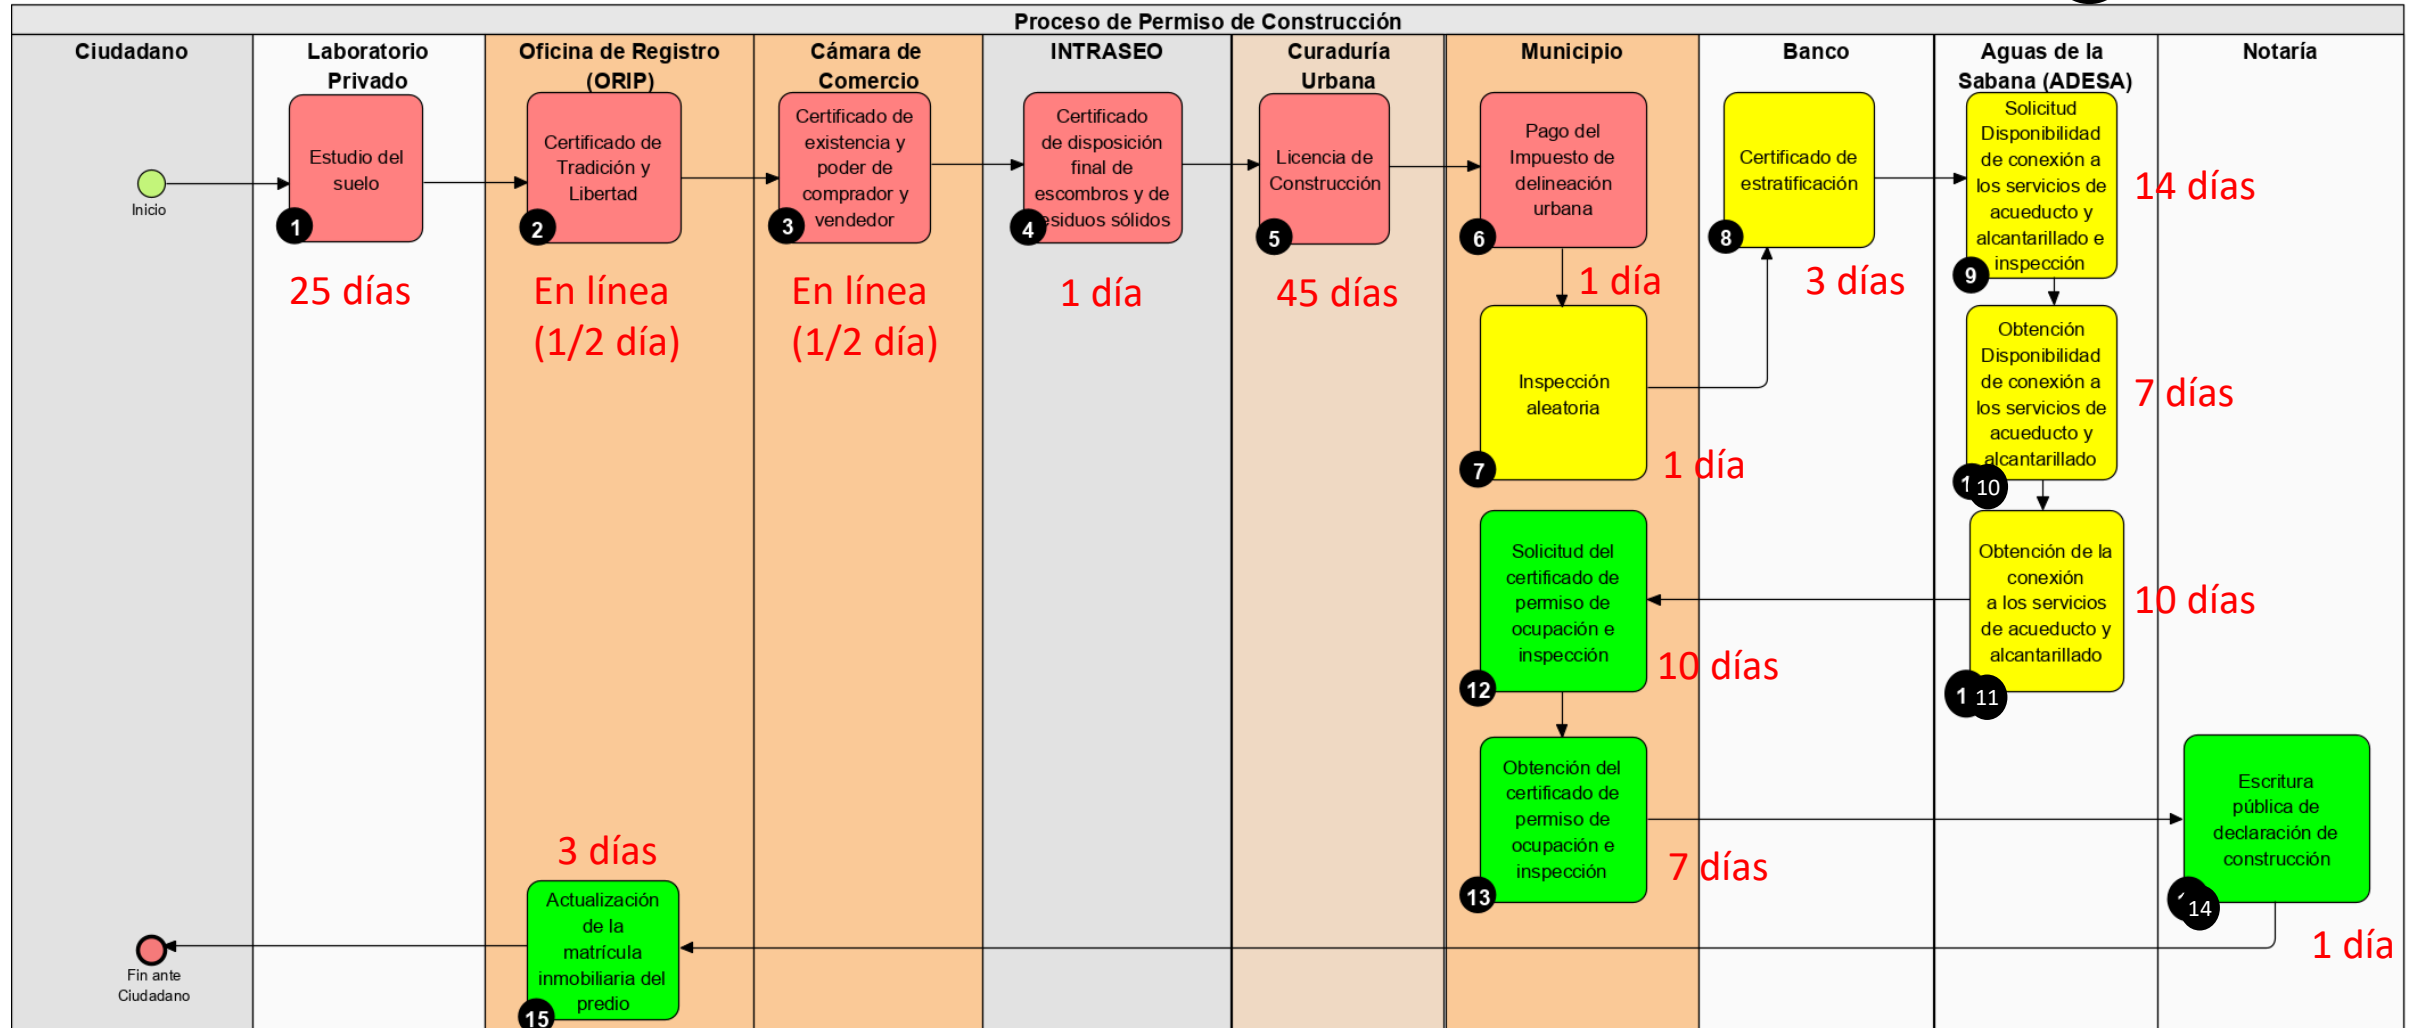 Proceso de Permiso de Construcción
Ciudadano
Laboratorio
Privado
Oficina de Registro
(ORIP)
Cámara de
Comercio
INTRASEO
Curaduría
Urbana
Municipio
Banco
Aguas de la
Sabana (ADESA)
Notaría
Inicio
Estudio del
suelo
1
25 días
Certificado de
Tradición y
Libertad
2
En línea
(1/2 día)
Certificado de
existencia y
poder de
comprador y
vendedor
3
En línea
(1/2 día)
Certificado
de disposición
final de
escombros y de
residuos sólidos
4
1 día
Licencia de
Construcción
5
45 días
Pago del
Impuesto de
delineación
urbana
6
1 día
Inspección
aleatoria
7
1 día
Certificado de
estratificación
8
3 días
Solicitud
Disponibilidad
de conexión a
los servicios de
acueducto y
alcantarillado e
inspección
9
14 días
Obtención
Disponibilidad
de conexión a
los servicios de
acueducto y
alcantarillado
10
7 días
Obtención de la
conexión
a los servicios
de acueducto y
alcantarillado
11
10 días
Solicitud del
certificado de
permiso de
ocupación e
inspección
12
10 días
Obtención del
certificado de
permiso de
ocupación e
inspección
13
7 días
Escritura
pública de
declaración de
construcción
14
1 día
3 días
Actualización
de la
matrícula
inmobiliaria del
predio
15
Fin ante
Ciudadano